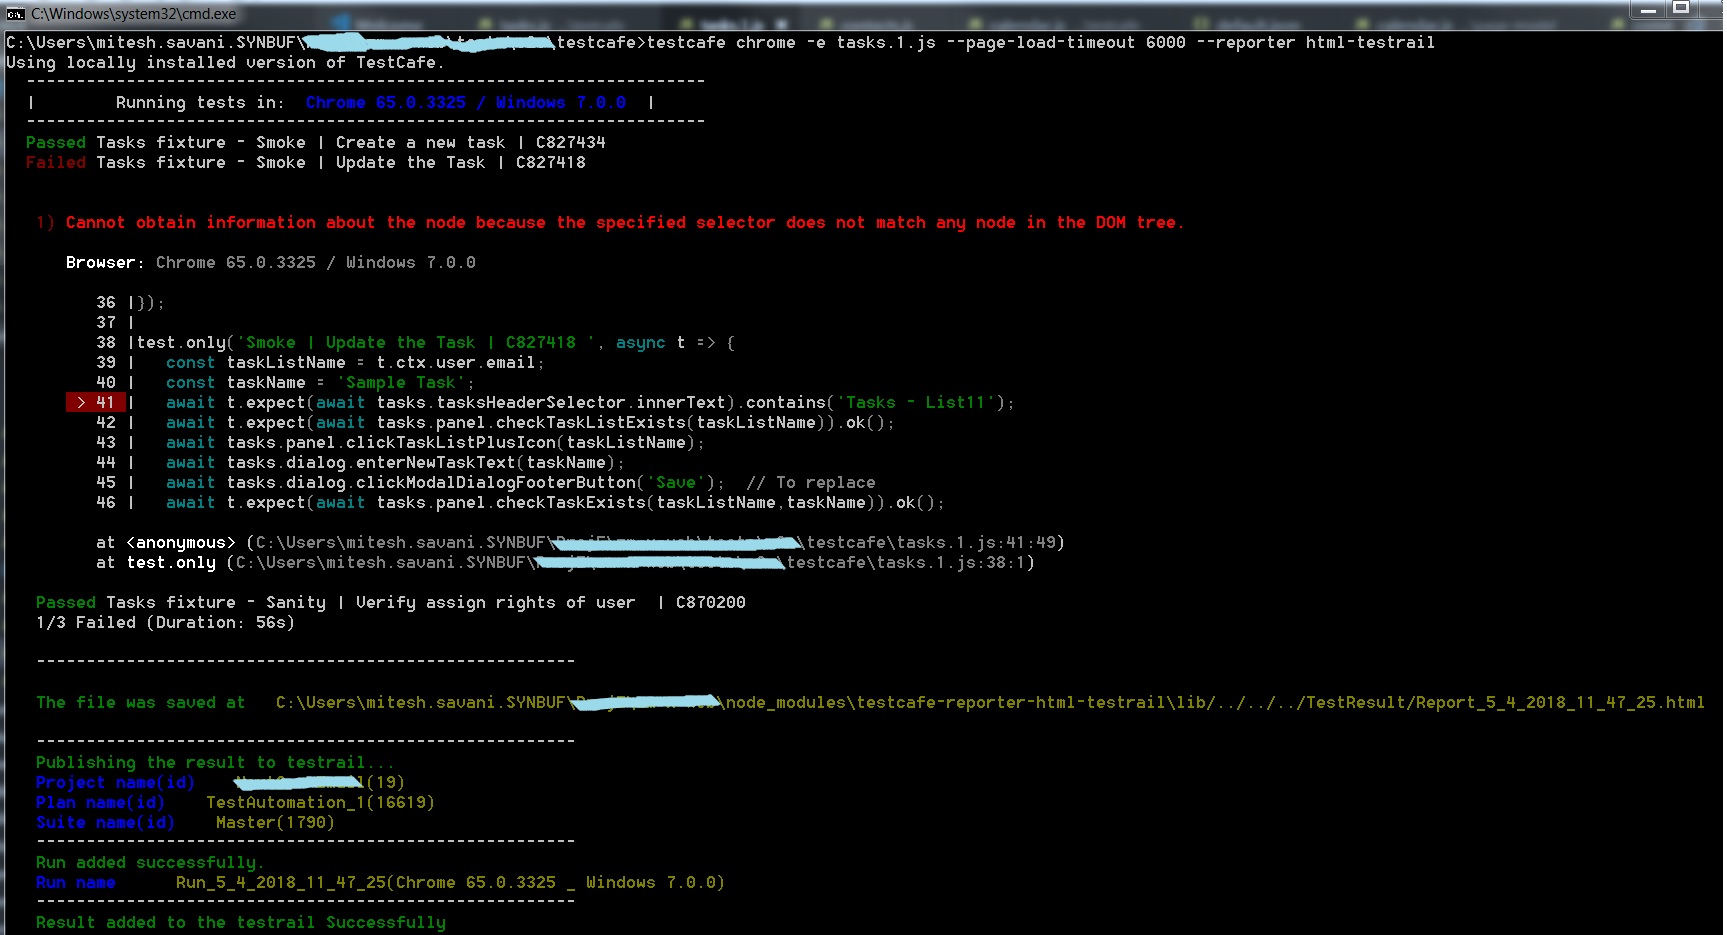 C:\Windows\system32\cmd.exe
C:\Users\mitesh.savani.SYNBUF\ \testcafe>testcafe chrome -e tasks.1.js --page-load-timeout 6000 --reporter html-testrail
Using locally installed version of TestCafe.
--------------------------------------------------------------------
|        Running tests in:  Chrome 65.0.3325 / Windows 7.0.0  |
--------------------------------------------------------------------
Passed Tasks fixture - Smoke | Create a new task | C827434
Failed Tasks fixture - Smoke | Update the Task | C827418
1) Cannot obtain information about the node because the specified selector does not match any node in the DOM tree.
Browser: Chrome 65.0.3325 / Windows 7.0.0
36 |});
37 |
38 |test.only('Smoke | Update the Task | C827418 ', async t => {
39 |   const taskListName = t.ctx.user.email;
40 |   const taskName = 'Sample Task';
> 41 |   await t.expect(await tasks.tasksHeaderSelector.innerText).contains('Tasks - List11');
42 |   await t.expect(await tasks.panel.checkTaskListExists(taskListName)).ok();
43 |   await tasks.panel.clickTaskListPlusIcon(taskListName);
44 |   await tasks.dialog.enterNewTaskText(taskName);
45 |   await tasks.dialog.clickModalDialogFooterButton('Save');  // To replace
46 |   await t.expect(await tasks.panel.checkTaskExists(taskListName,taskName)).ok();
at <anonymous> (C:\Users\mitesh.savani.SYNBUF\ \testcafe\tasks.1.js:41:49)
at test.only (C:\Users\mitesh.savani.SYNBUF\ testcafe\tasks.1.js:38:1)
Passed Tasks fixture - Sanity | Verify assign rights of user  | C870200
1/3 Failed (Duration: 56s)
------------------------------------------------------
The file was saved at   C:\Users\mitesh.savani.SYNBUF\ \node_modules\testcafe-reporter-html-testrail\lib/../../../TestResult/Report_5_4_2018_11_47_25.html
------------------------------------------------------
Publishing the result to testrail...
Project name(id)    (19)
Plan name(id)    TestAutomation_1(16619)
Suite name(id)    Master(1790)
------------------------------------------------------
Run added successfully.
Run name      Run_5_4_2018_11_47_25(Chrome 65.0.3325 _ Windows 7.0.0)
------------------------------------------------------
Result added to the testrail Successfully